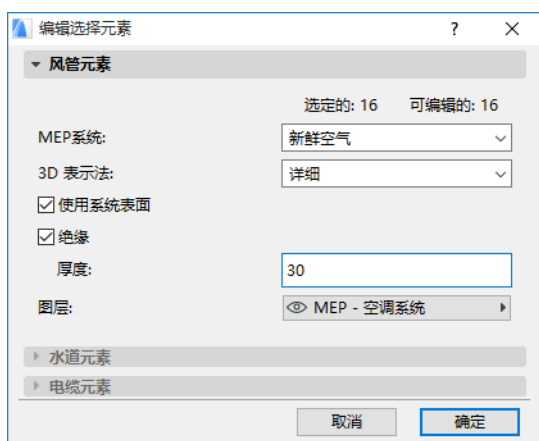 编辑选择元素 ?
风管元素
选定的: 16 可编辑的: 16
MEP系统: 新鲜空气
3D 表示法: 详细
使用系统表面
绝缘
厚度: 30
图层: MEP - 空调系统
水道元素
电缆元素
取消 确定